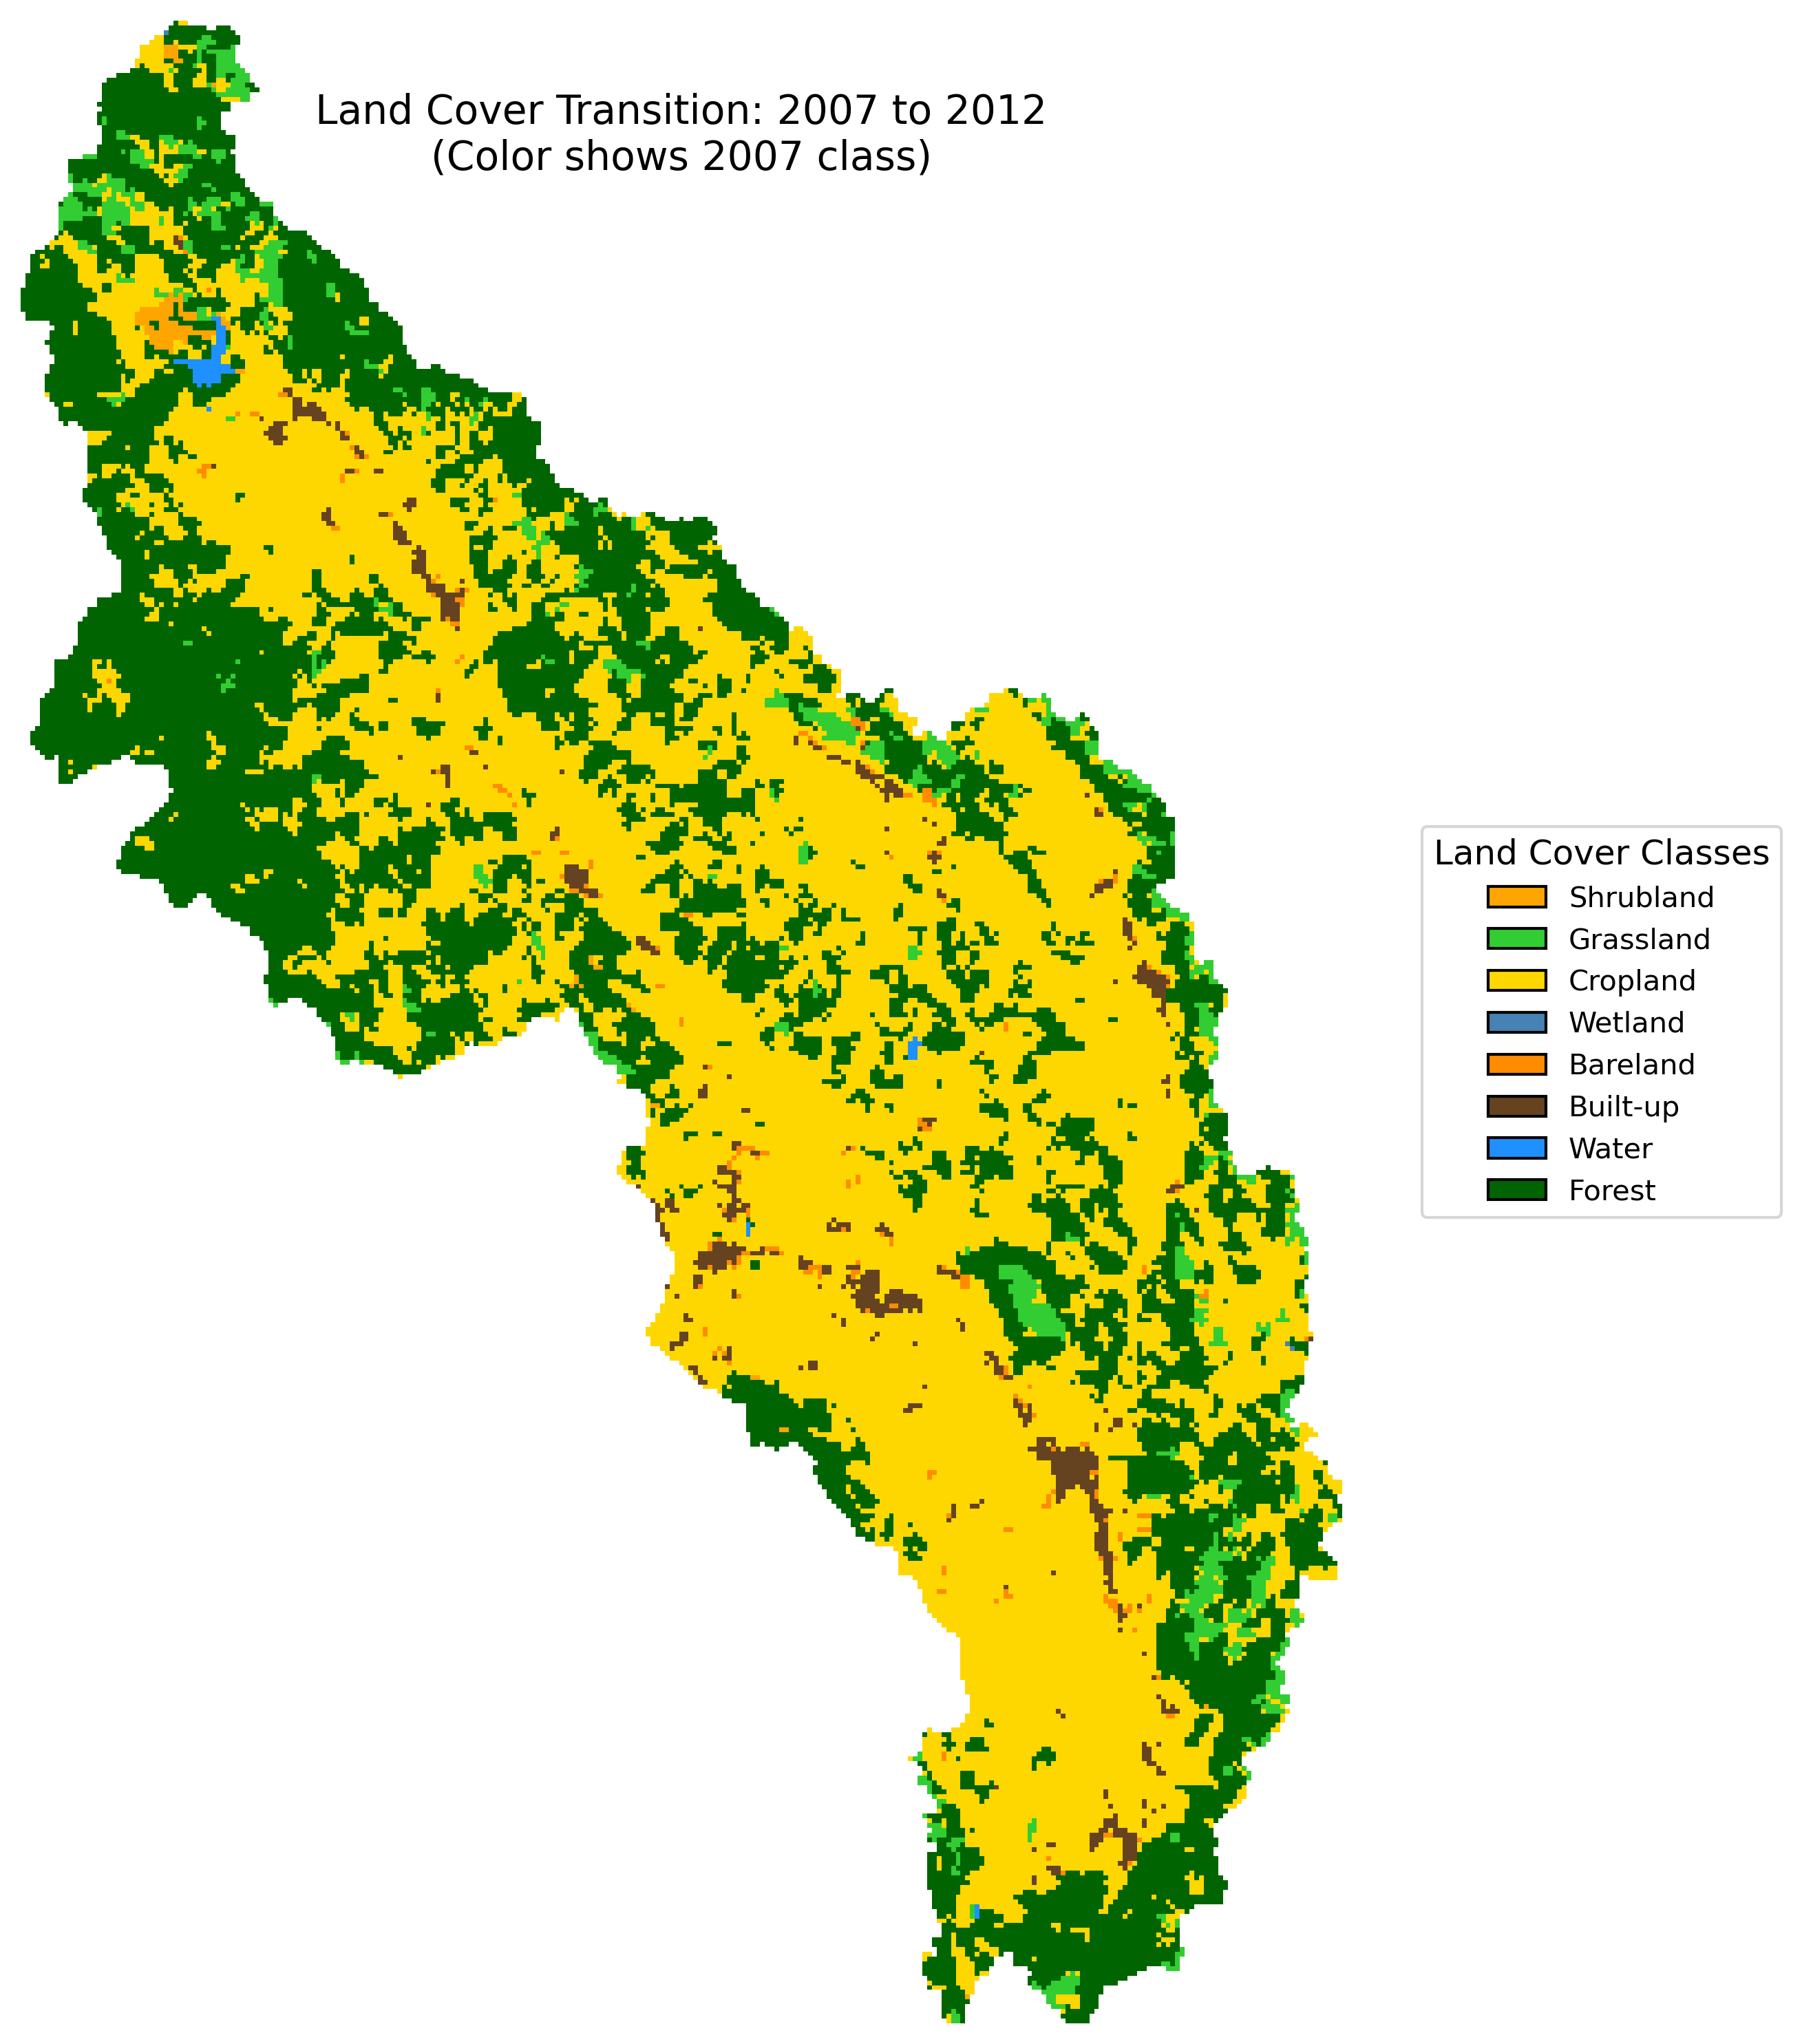 Land Cover Transition: 2007 to 2012
(Color shows 2007 class)
Land Cover Classes
Shrubland
Grassland
Cropland
Wetland
Bareland
Built-up
Water
Forest